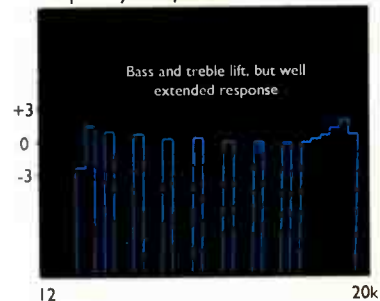 Bass and treble lift, but well
extended response
+3
0
-3
12
20k